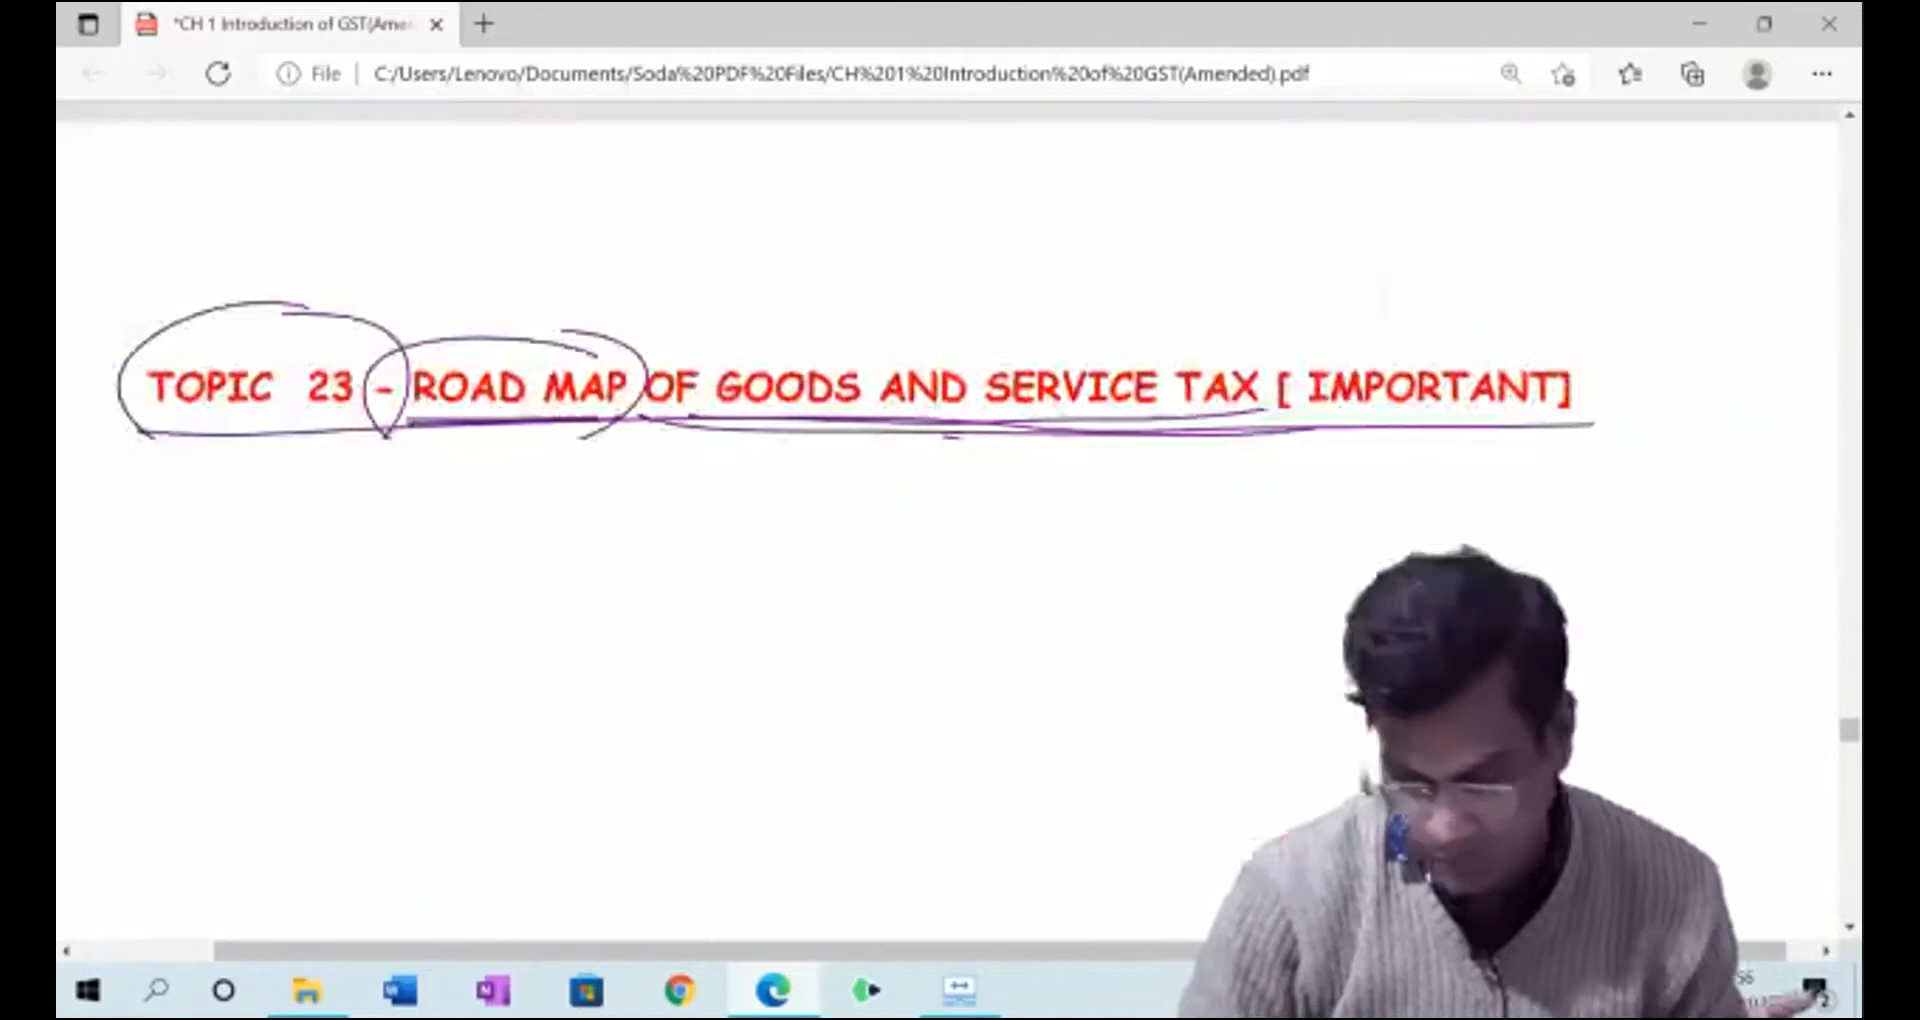 *CH 1 Introduction of GST(Ame
File
C:/Users/Lenovo/Documents/Soda%20PDF%20Files/CH%201%20Introduction%20of%20GST(Amended).pdf
TOPIC 23 - ROAD MAP OF GOODS AND SERVICE TAX [ IMPORTANT]